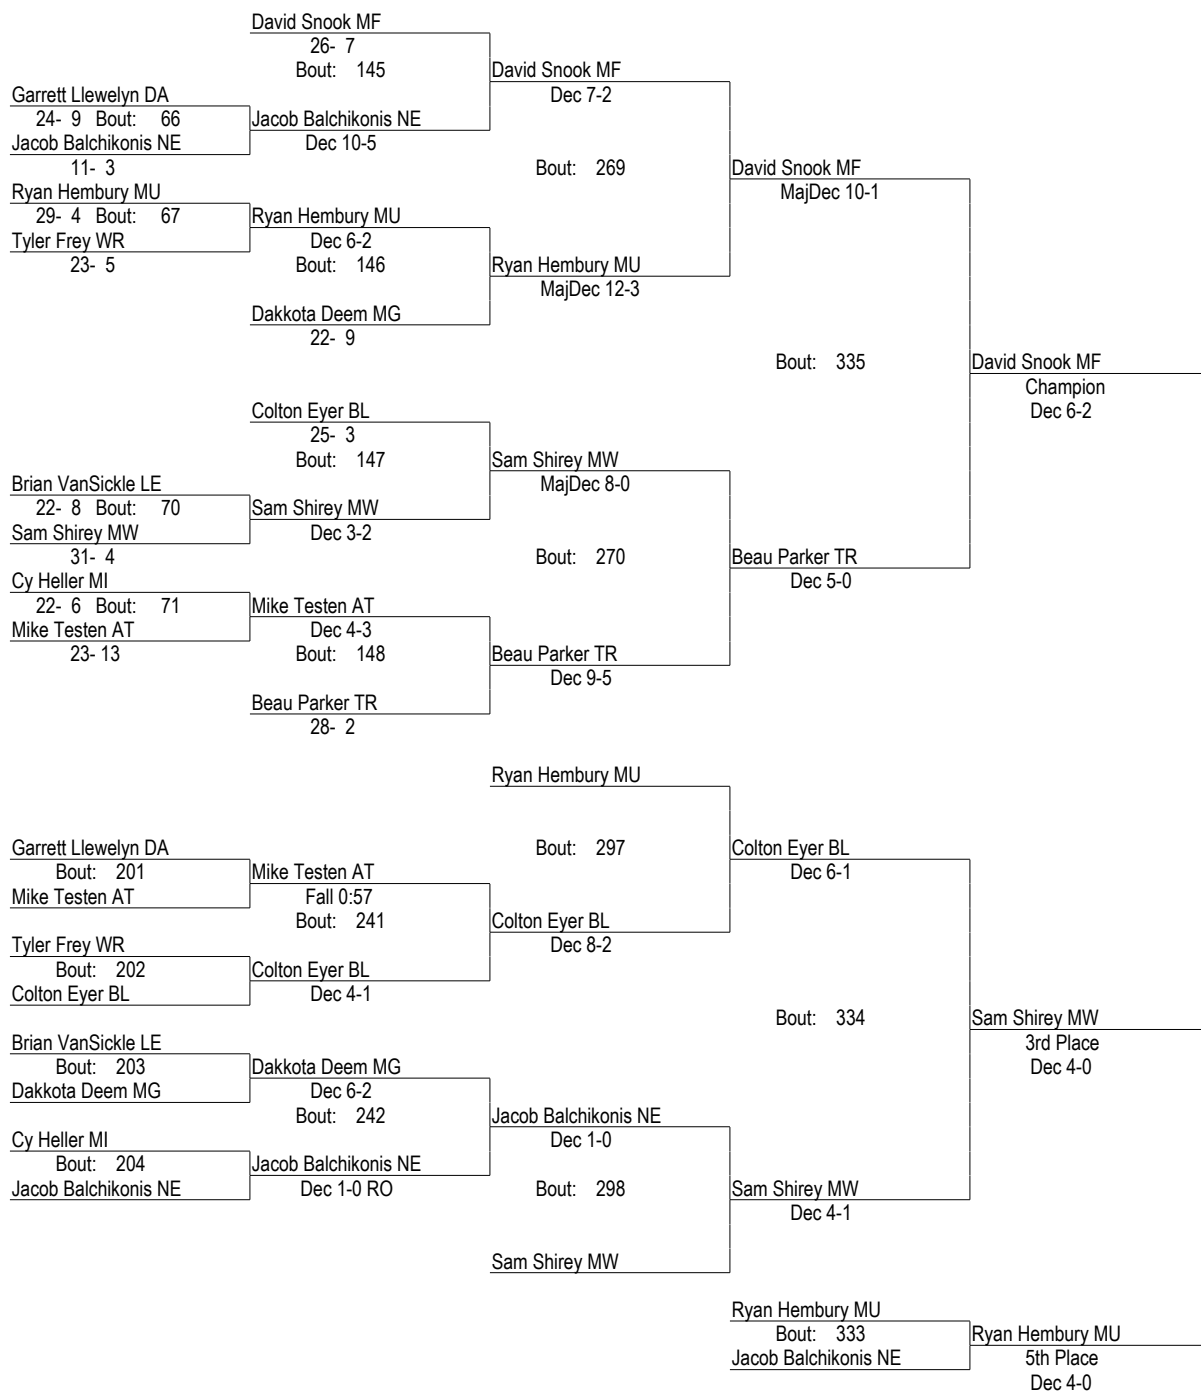 David Snook MF
26- 7
Bout: 145
David Snook MF
Dec 7-2
Garrett Llewelyn DA
24- 9 Bout: 66
Jacob Balchikonis NE
Dec 10-5
Jacob Balchikonis NE
11- 3
Bout: 269
David Snook MF
MajDec 10-1
Ryan Hembury MU
29- 4 Bout: 67
Ryan Hembury MU
Dec 6-2
Tyler Frey WR
23- 5
Bout: 146
Ryan Hembury MU
MajDec 12-3
Dakkota Deem MG
22- 9
Bout: 335
David Snook MF
Champion
Dec 6-2
Colton Eyer BL
25- 3
Bout: 147
Sam Shirey MW
MajDec 8-0
Brian VanSickle LE
22- 8 Bout: 70
Sam Shirey MW
Dec 3-2
Sam Shirey MW
31- 4
Bout: 270
Beau Parker TR
Dec 5-0
Cy Heller MI
22- 6 Bout: 71
Mike Testen AT
Dec 4-3
Mike Testen AT
23- 13
Bout: 148
Beau Parker TR
Dec 9-5
Beau Parker TR
28- 2
Ryan Hembury MU
Garrett Llewelyn DA
Bout: 201
Mike Testen AT
Bout: 297
Colton Eyer BL
Dec 6-1
Mike Testen AT
Fall 0:57
Bout: 241
Colton Eyer BL
Dec 8-2
Tyler Frey WR
Bout: 202
Colton Eyer BL
Colton Eyer BL
Dec 4-1
Bout: 334
Sam Shirey MW
3rd Place
Dec 4-0
Brian VanSickle LE
Bout: 203
Dakkota Deem MG
Dakkota Deem MG
Dec 6-2
Bout: 242
Jacob Balchikonis NE
Dec 1-0
Cy Heller MI
Bout: 204
Jacob Balchikonis NE
Jacob Balchikonis NE
Dec 1-0 RO
Bout: 298
Sam Shirey MW
Dec 4-1
Sam Shirey MW
Ryan Hembury MU
Bout: 333
Jacob Balchikonis NE
Ryan Hembury MU
5th Place
Dec 4-0